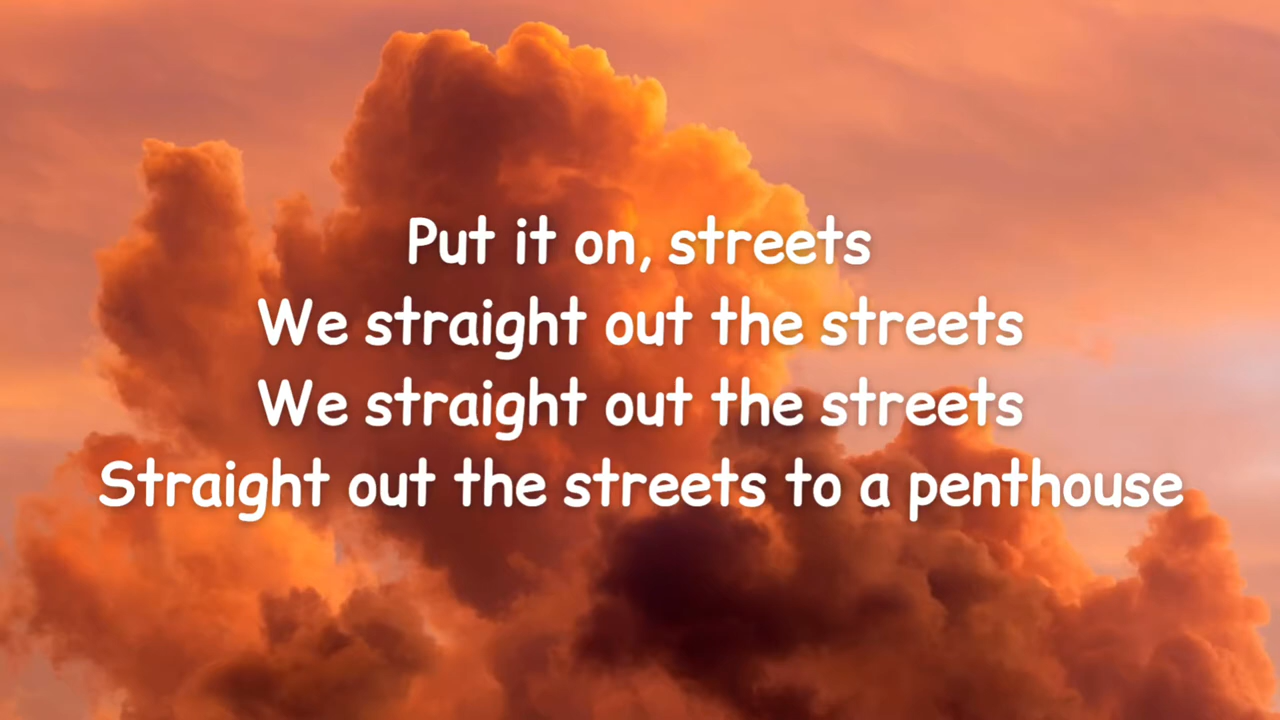 Put it on, streets
We straight out the streets
We straight out the streets
Straight out the streets to a penthouse